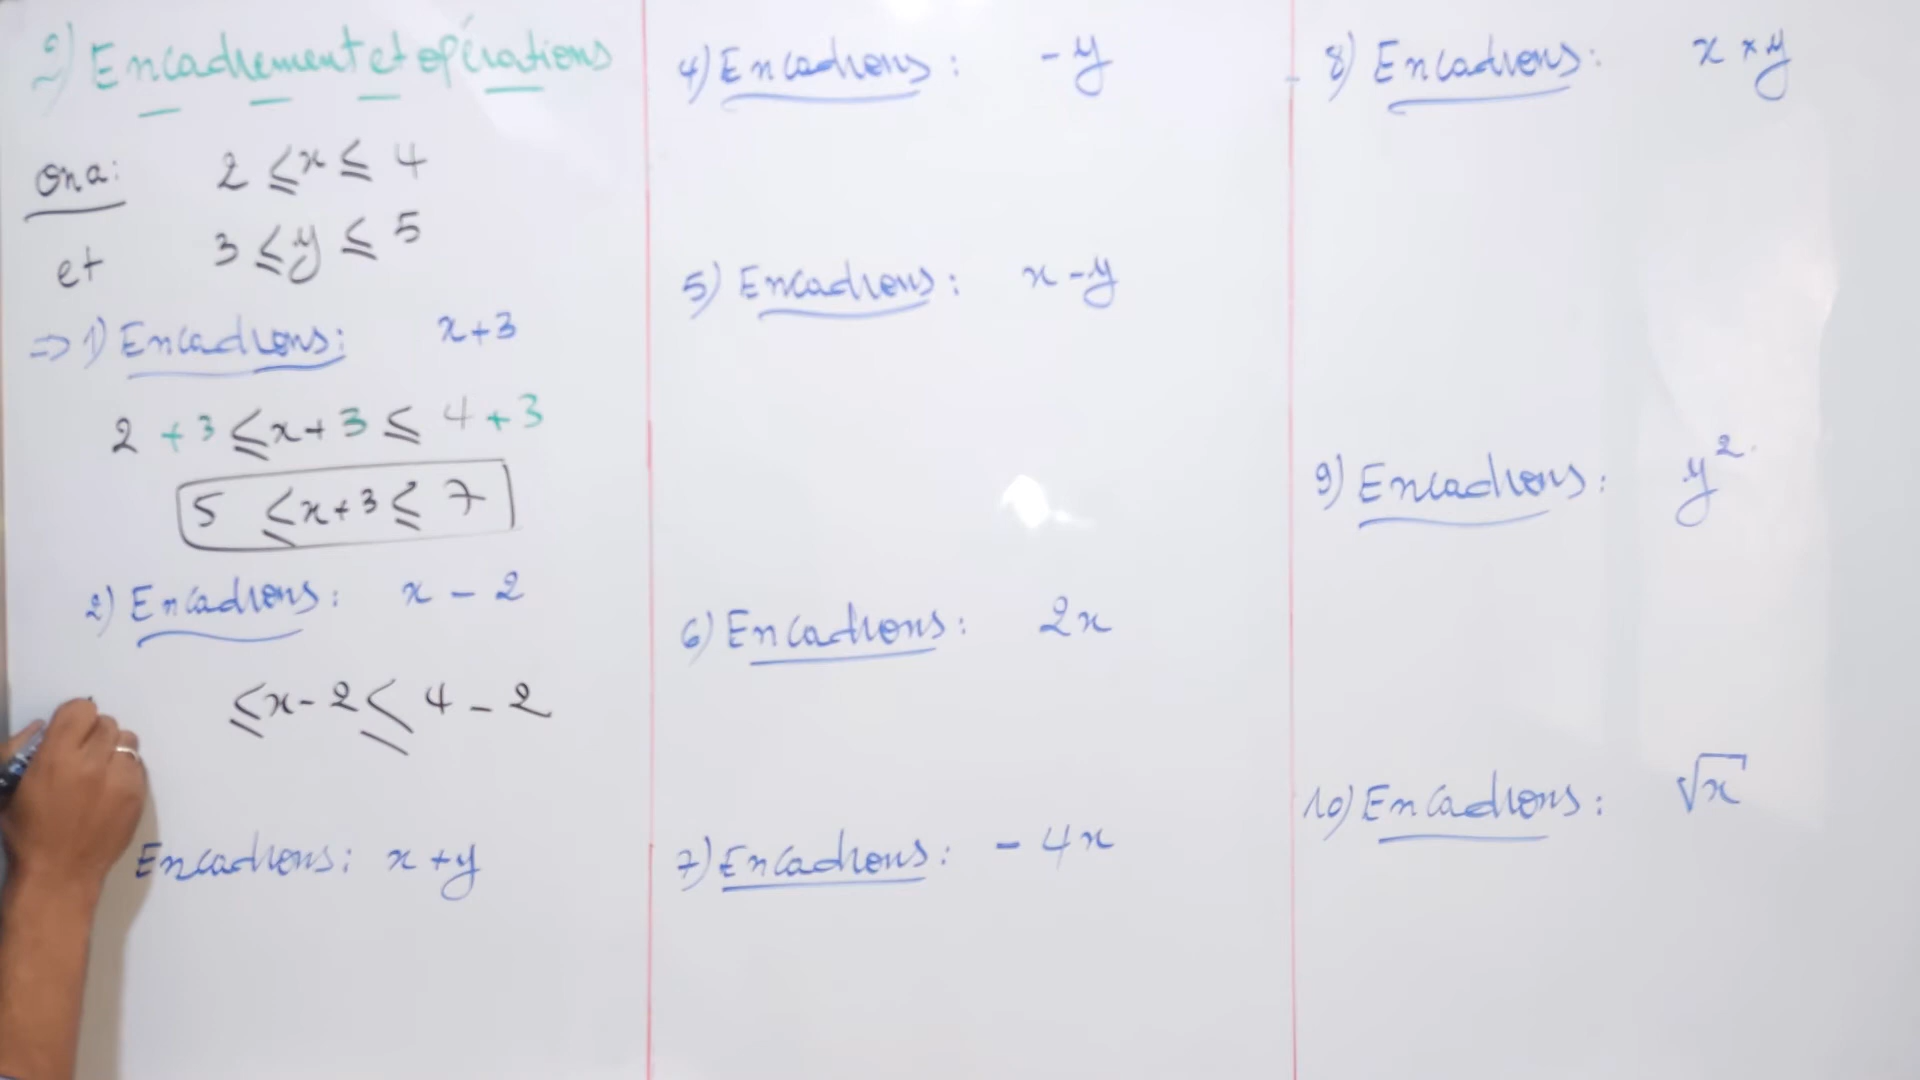 2) Encadrement et opérations
On a: 2 ≤ x ≤ 4
et 3 ≤ y ≤ 5
=> 1) Encadrons: x+3
2 + 3 ≤ x + 3 ≤ 4 + 3
5 ≤ x + 3 ≤ 7
2) Encadrons: x - 2
≤ x - 2 ≤ 4 - 2
Encadrons: x + y
4) Encadrons: -y
5) Encadrons: x - y
6) Encadrons: 2x
7) Encadrons: - 4x
8) Encadrons: x × y
9) Encadrons: y²
10) Encadrons: √x